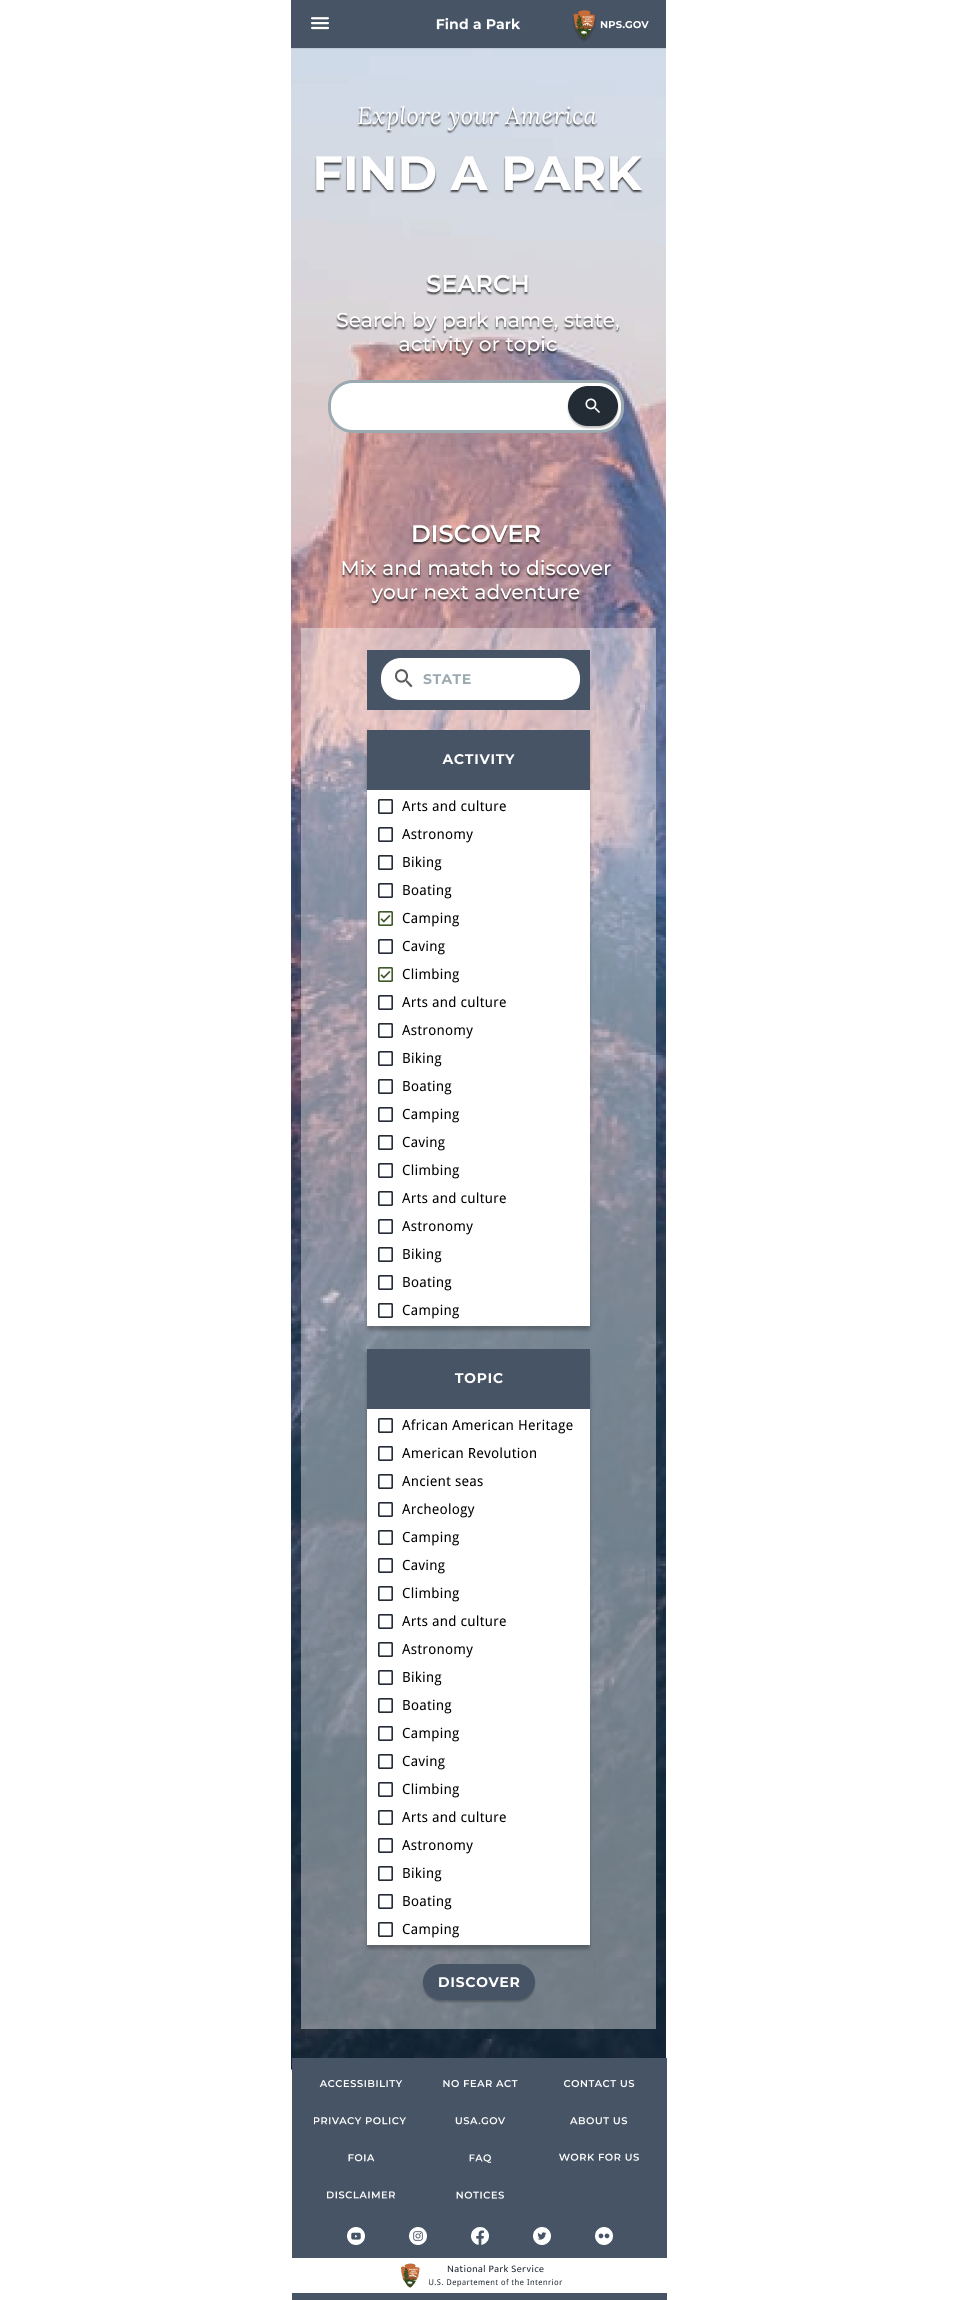 Find a Park
NPS.GOV
Explore your America
FIND A PARK
SEARCH
Search by park name, state,
activity or topic
DISCOVER
Mix and match to discover
your next adventure
STATE
ACTIVITY
Arts and culture
Astronomy
Biking
Boating
Camping
Caving
Climbing
Arts and culture
Astronomy
Biking
Boating
Camping
Caving
Climbing
Arts and culture
Astronomy
Biking
Boating
Camping
TOPIC
African American Heritage
American Revolution
Ancient seas
Archeology
Camping
Caving
Climbing
Arts and culture
Astronomy
Biking
Boating
Camping
Caving
Climbing
Arts and culture
Astronomy
Biking
Boating
Camping
DISCOVER
ACCESSIBILITY NO FEAR ACT CONTACT US
PRIVACY POLICY USA.GOV ABOUT US
FOIA FAQ WORK FOR US
DISCLAIMER NOTICES
National Park Service
U.S. Departement of the Intenrior